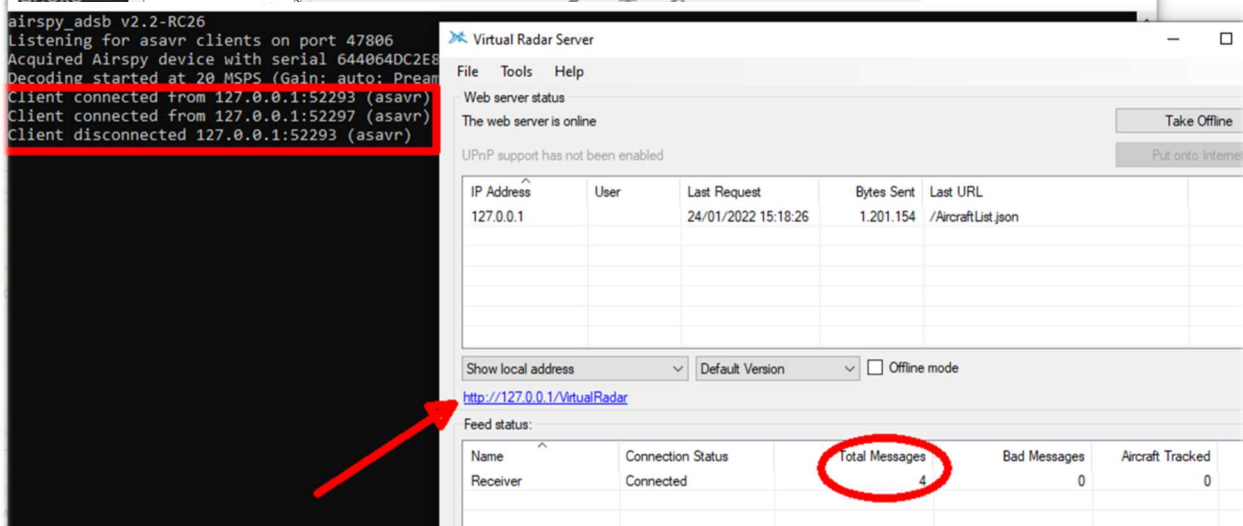 airspy_adsb v2.2-RC26
Listening for asavr clients on port 47806
Acquired Airspy device with serial 644064DC2E8
Decoding started at 20 MSPS (Gain: auto: Pream
Client connected from 127.0.0.1:52293 (asavr)
Client connected from 127.0.0.1:52297 (asavr)
Client disconnected 127.0.0.1:52293 (asavr)
Virtual Radar Server
File Tools Help
Web server status
The web server is online
Take Offline
UPnP support has not been enabled
Put onto Internet
IP Address User Last Request Bytes Sent Last URL
127.0.0.1 24/01/2022 15:18:26 1.201.154 /AircraftList.json
Show local address Default Version Offline mode
http://127.0.0.1/VirtualRadar
Feed status:
Name Connection Status Total Messages Bad Messages Aircraft Tracked
Receiver Connected 4 0 0